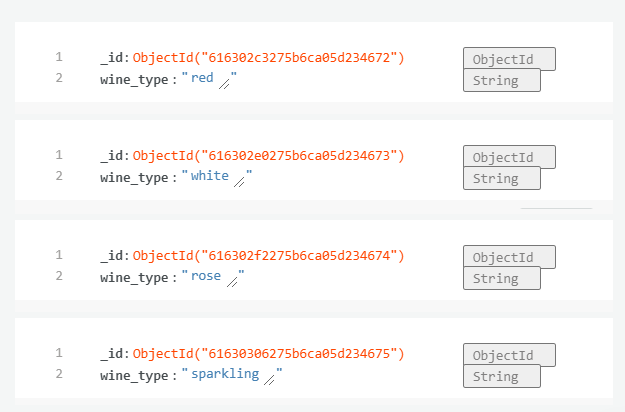 1 _id: ObjectId("616302c3275b6ca05d234672") ObjectId
2 wine_type : "red" String
1 _id: ObjectId("616302e0275b6ca05d234673") ObjectId
2 wine_type : "white" String
1 _id: ObjectId("616302f2275b6ca05d234674") ObjectId
2 wine_type : "rose" String
1 _id: ObjectId("61630306275b6ca05d234675") ObjectId
2 wine_type : "sparkling" String